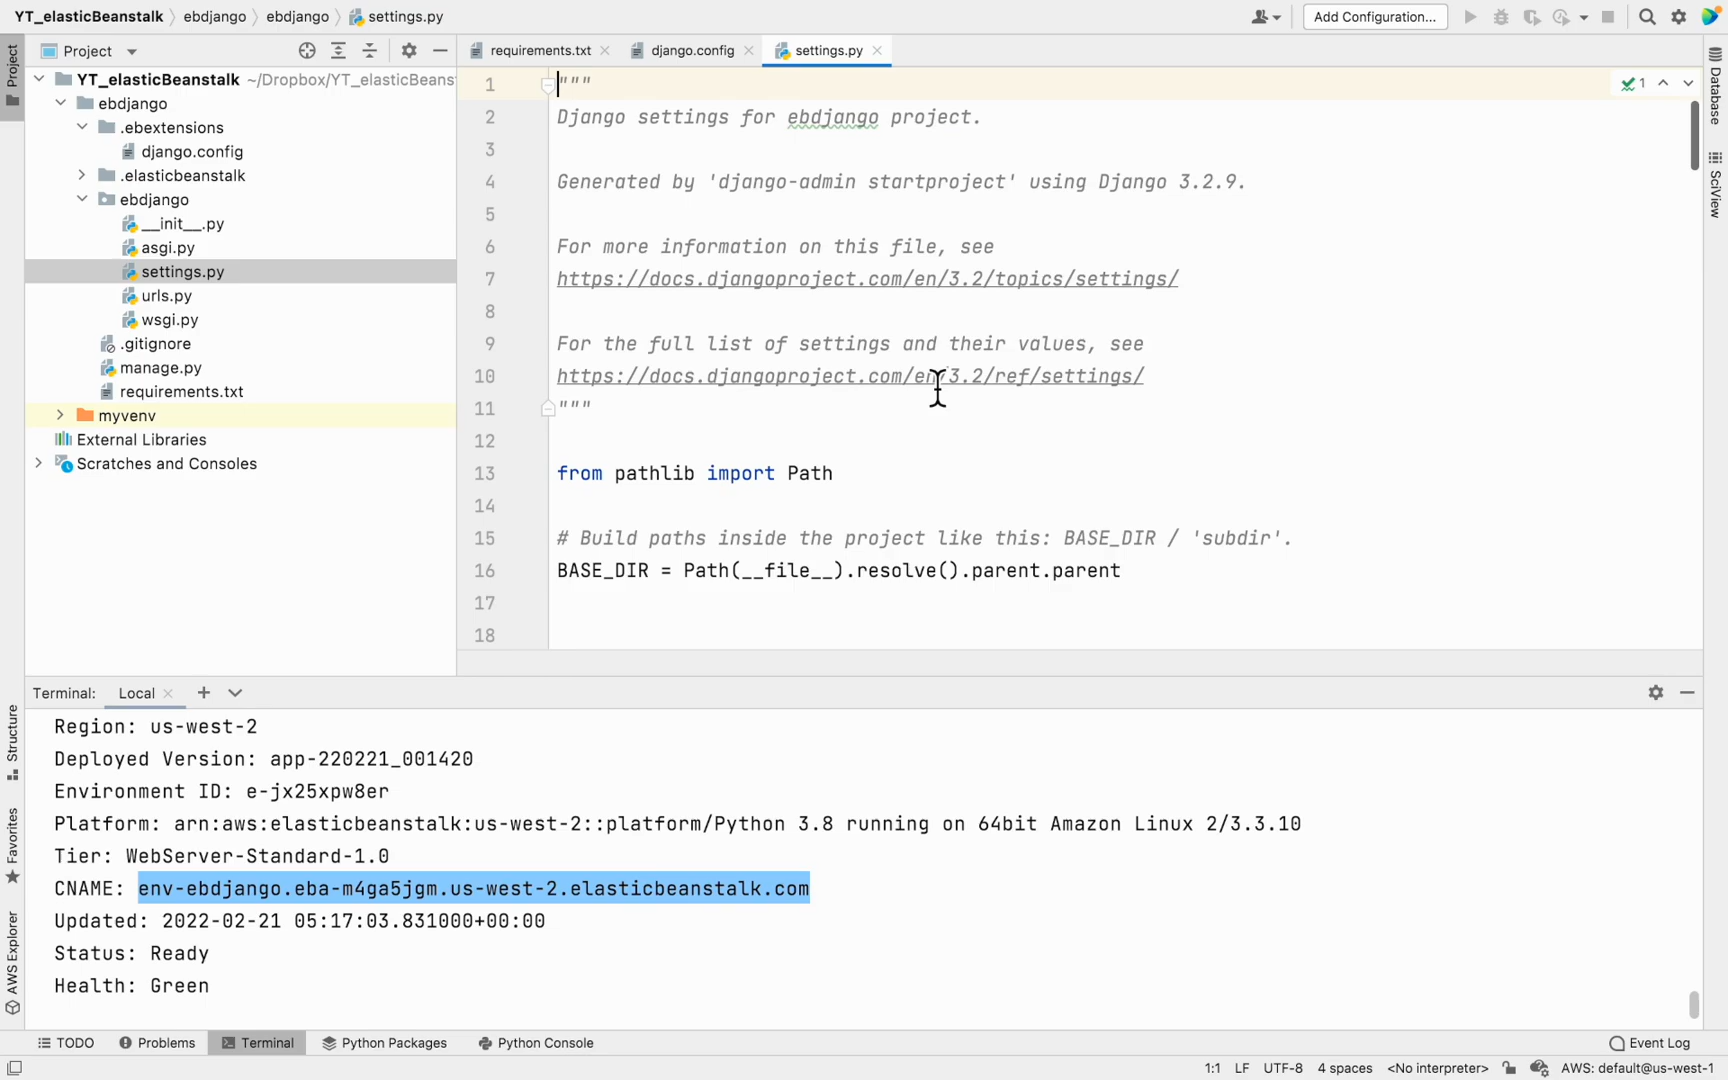 YT_elasticBeanstalk ebdjango ebdjango settings.py
Add Configuration...
Project
requirements.txt django.config settings.py
Project
YT_elasticBeanstalk ~/Dropbox/YT_elasticBeans
ebdjango
.ebextensions
django.config
.elasticbeanstalk
ebdjango
__init__.py
asgi.py
settings.py
urls.py
wsgi.py
.gitignore
manage.py
requirements.txt
myvenv
External Libraries
Scratches and Consoles
1 """
2 Django settings for ebdjango project.
3
4 Generated by 'django-admin startproject' using Django 3.2.9.
5
6 For more information on this file, see
7 https://docs.djangoproject.com/en/3.2/topics/settings/
8
9 For the full list of settings and their values, see
10 https://docs.djangoproject.com/en/3.2/ref/settings/
11 """
12
13 from pathlib import Path
14
15 # Build paths inside the project like this: BASE_DIR / 'subdir'.
16 BASE_DIR = Path(__file__).resolve().parent.parent
17
18
1
Database
SciView
Terminal: Local
Region: us-west-2
Deployed Version: app-220221_001420
Environment ID: e-jx25xpw8er
Platform: arn:aws:elasticbeanstalk:us-west-2::platform/Python 3.8 running on 64bit Amazon Linux 2/3.3.10
Tier: WebServer-Standard-1.0
CNAME: env-ebdjango.eba-m4ga5jgm.us-west-2.elasticbeanstalk.com
Updated: 2022-02-21 05:17:03.831000+00:00
Status: Ready
Health: Green
Structure
Favorites
AWS Explorer
TODO Problems Terminal Python Packages Python Console Event Log
1:1 LF UTF-8 4 spaces <No interpreter> AWS: default@us-west-1